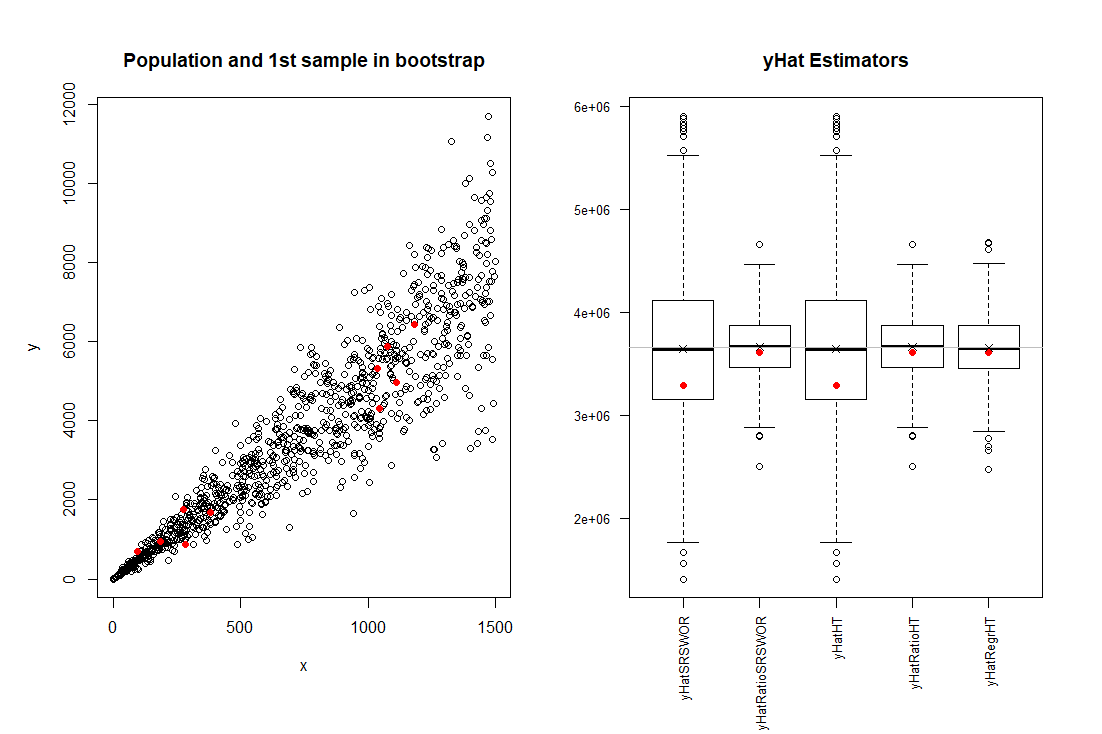 Population and 1st sample in bootstrap
12000
10000
8000
6000
4000
2000
0
y
0 500 1000 1500
x
yHat Estimators
6e+06
5e+06
4e+06
3e+06
2e+06
yHatSRSWOR
yHatRatioSRSWOR
yHatHT
yHatRatioHT
yHatRegrHT